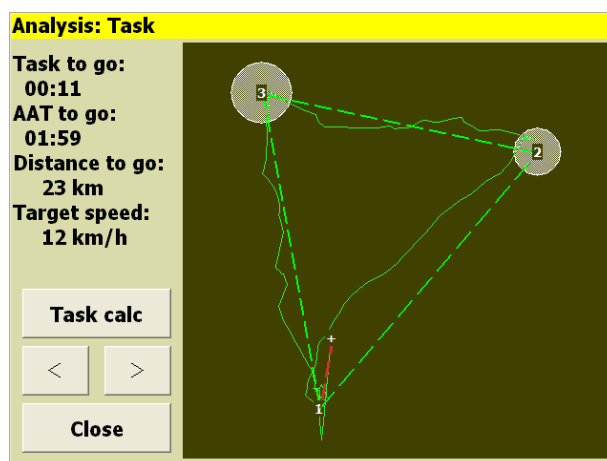 Analysis: Task
Task to go:
00:11
AAT to go:
01:59
Distance to go:
23 km
Target speed:
12 km/h
Task calc
< >
Close
3
2
+
1